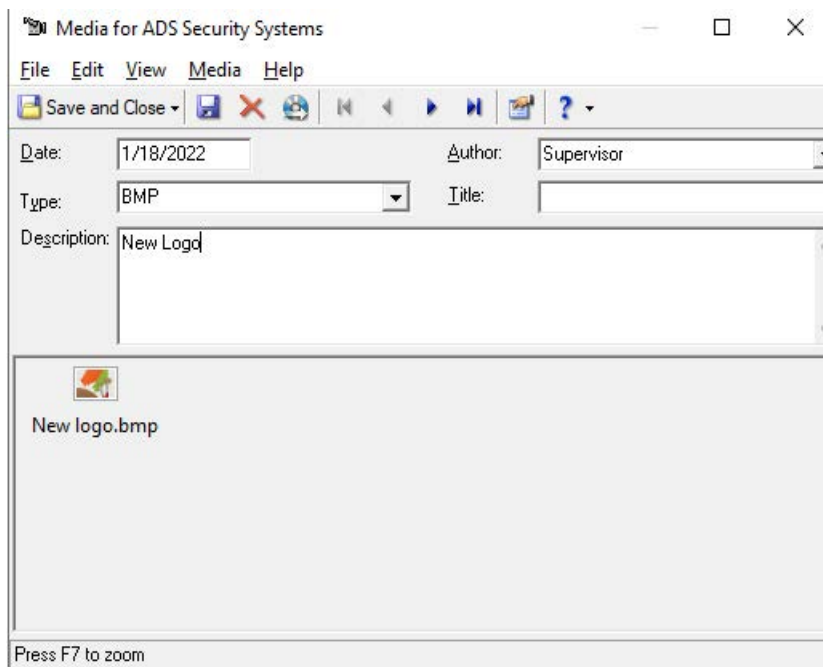 Media for ADS Security Systems
File Edit View Media Help
Save and Close
Date: 1/18/2022 Author: Supervisor
Type: BMP Title:
Description: New Logo
New logo.bmp
Press F7 to zoom